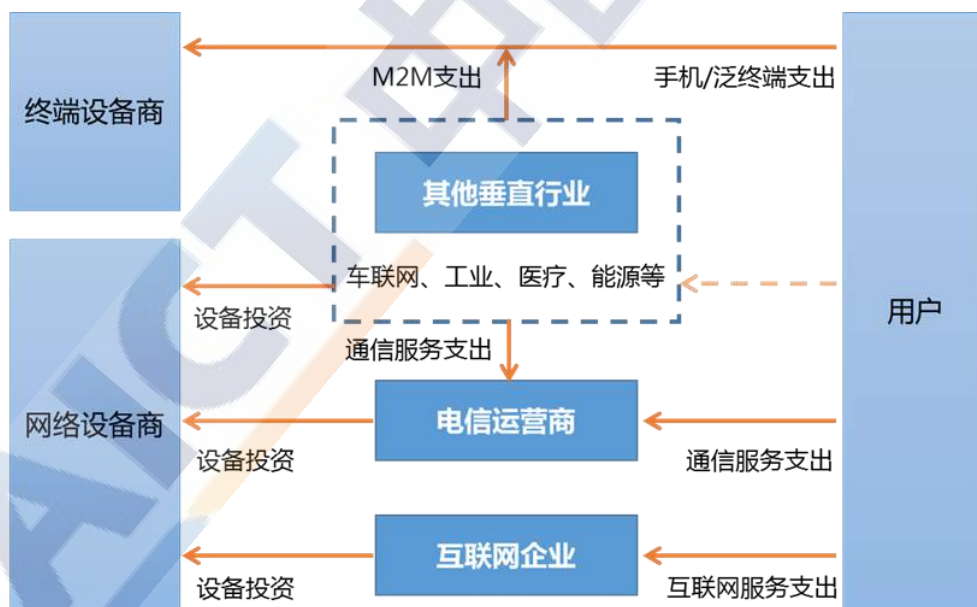 终端设备商
M2M支出
手机/泛终端支出
其他垂直行业
车联网、工业、医疗、能源等
设备投资
用户
通信服务支出
网络设备商
电信运营商
设备投资
通信服务支出
互联网企业
设备投资
互联网服务支出
AICT